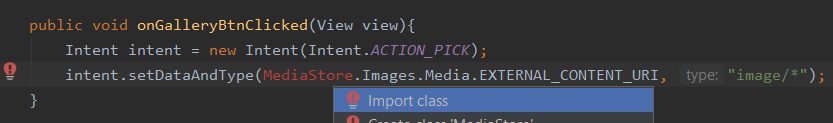 public void onGalleryBtnClicked(View view){
Intent intent = new Intent(Intent.ACTION_PICK);
intent.setDataAndType(MediaStore.Images.Media.EXTERNAL_CONTENT_URI, type: "image/*");
}
Import class
Create class 'MediaStore'